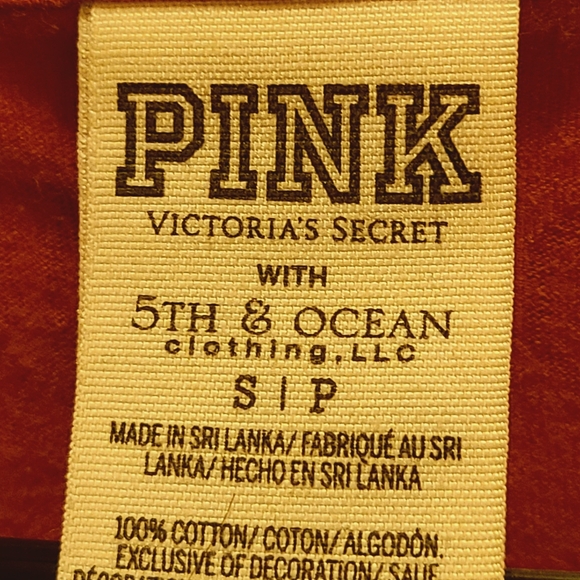 PINK
VICTORIA'S SECRET
WITH
5TH & OCEAN
clothing, LLC
S | P
MADE IN SRI LANKA/ FABRIQUÉ AU SRI
LANKA/ HECHO EN SRI LANKA
100% COTTON/ COTON/ ALGODÓN.
EXCLUSIVE OF DECORATION/ SAUF